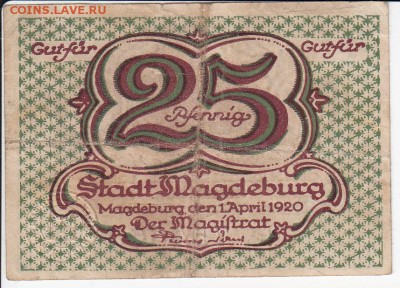 COINS.LAVE.RU
Gut für Gut für
25
Pfennig
Stadt Magdeburg
Magdeburg den 1. April 1920
Der Magistrat